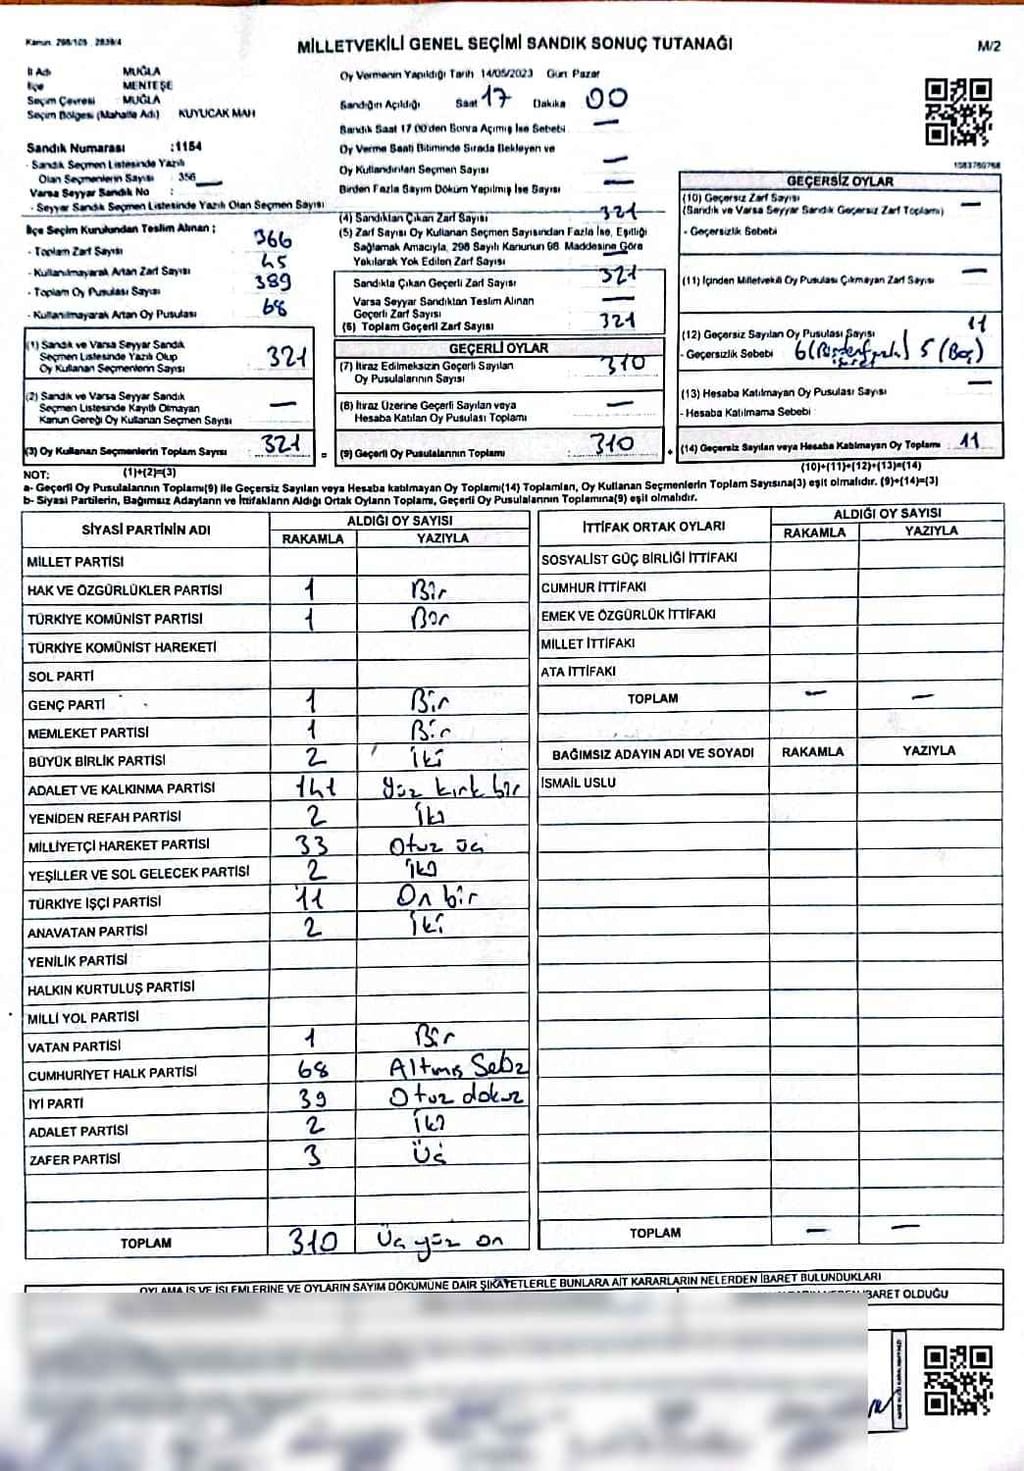 Kanun 298/105 2839/4
MİLLETVEKİLİ GENEL SEÇİMİ SANDIK SONUÇ TUTANAĞI
M/2
İl Adı MUĞLA
İlçe MENTEŞE
Seçim Çevresi MUĞLA
Seçim Bölgesi (Mahalle Adı) KUYUCAK MAH
Oy Vermenin Yapıldığı Tarih 14/05/2023 Gün Pazar
Sandığın Açıldığı Saat 17 Dakika 00
Sandık Saat 17 00'den Sonra Açımış İse Sebebi —
Oy Verme Saati Bitiminde Sırada Bekleyen ve
Oy Kullandırılan Seçmen Sayısı —
Birden Fazla Sayım Döküm Yapılmış İse Sayısı —
Sandık Numarası :1154
- Sandık Seçmen Listesinde Yazılı
Olan Seçmenlerin Sayısı : 356
Varsa Seyyar Sandık No :
- Seyyar Sandık Seçmen Listesinde Yazılı Olan Seçmen Sayısı
İlçe Seçim Kurulundan Teslim Alınan ;
- Toplam Zarf Sayısı 366
- Kullanılmayarak Artan Zarf Sayısı 45
- Toplam Oy Pusulası Sayısı 389
- Kullanılmayarak Artan Oy Pusulası 68
(1) Sandık ve Varsa Seyyar Sandık
Seçmen Listesinde Yazılı Olup
Oy Kullanan Seçmenlerin Sayısı 321
(2) Sandık ve Varsa Seyyar Sandık
Seçmen Listesinde Kayıtlı Olmayan
Kanun Gereği Oy Kullanan Seçmen Sayısı —
(3) Oy Kullanan Seçmenlerin Toplam Sayısı 321
(1)+(2)=(3)
(4) Sandıktan Çıkan Zarf Sayısı 321
(5) Zarf Sayısı Oy Kullanan Seçmen Sayısından Fazla İse, Eşitliği
Sağlamak Amacıyla, 298 Sayılı Kanunun 98. Maddesine Göre
Yakılarak Yok Edilen Zarf Sayısı —
Sandıkta Çıkan Geçerli Zarf Sayısı 321
Varsa Seyyar Sandıktan Teslim Alınan
Geçerli Zarf Sayısı —
(6) Toplam Geçerli Zarf Sayısı 321
GEÇERLİ OYLAR
(7) İtiraz Edilmeksizin Geçerli Sayılan
Oy Pusulalarının Sayısı 310
(8) İtiraz Üzerine Geçerli Sayılan veya
Hesaba Katılan Oy Pusulası Toplamı —
= (9) Geçerli Oy Pusulalarının Toplamı 310
1583760768
GEÇERSİZ OYLAR
(10) Geçersiz Zarf Sayısı —
(Sandık ve Varsa Seyyar Sandık Geçersiz Zarf Toplamı)
- Geçersizlik Sebebi
(11) İçinden Milletvekili Oy Pusulası Çıkmayan Zarf Sayısı —
(12) Geçersiz Sayılan Oy Pusulası Sayısı 11
- Geçersizlik Sebebi 6 5 (Boş)
(13) Hesaba Katılmayan Oy Pusulası Sayısı —
- Hesaba Katılmama Sebebi
+ (14) Geçersiz Sayılan veya Hesaba Katılmayan Oy Toplamı 11
(10)+(11)+(12)+(13)=(14)
NOT:
a- Geçerli Oy Pusulalarının Toplamı(9) ile Geçersiz Sayılan veya Hesaba katılmayan Oy Toplamı(14) Toplamları, Oy Kullanan Seçmenlerin Toplam Sayısına(3) eşit olmalıdır. (9)+(14)=(3)
b- Siyasi Partilerin, Bağımsız Adayların ve İttifakların Aldığı Ortak Oyların Toplamı, Geçerli Oy Pusulalarının Toplamına(9) eşit olmalıdır.
SİYASİ PARTİNİN ADI ALDIĞI OY SAYISI
RAKAMLA YAZIYLA
MİLLET PARTİSİ
HAK VE ÖZGÜRLÜKLER PARTİSİ 1 Bir
TÜRKİYE KOMÜNİST PARTİSİ 1 Bir
TÜRKİYE KOMÜNİST HAREKETİ
SOL PARTİ
GENÇ PARTİ 1 Bir
MEMLEKET PARTİSİ 1 Bir
BÜYÜK BİRLİK PARTİSİ 2 İki
ADALET VE KALKINMA PARTİSİ 141 Yüz kırk bir
YENİDEN REFAH PARTİSİ 2 İki
MİLLİYETÇİ HAREKET PARTİSİ 33 Otuz üç
YEŞİLLER VE SOL GELECEK PARTİSİ 2 İki
TÜRKİYE İŞÇİ PARTİSİ 11 On bir
ANAVATAN PARTİSİ 2 İki
YENİLİK PARTİSİ
HALKIN KURTULUŞ PARTİSİ
MİLLİ YOL PARTİSİ
VATAN PARTİSİ 1 Bir
CUMHURİYET HALK PARTİSİ 68 Altmış Sekz
İYİ PARTİ 39 Otuz dokuz
ADALET PARTİSİ 2 İki
ZAFER PARTİSİ 3 Üç
TOPLAM 310 Üç yüz on
İTTİFAK ORTAK OYLARI ALDIĞI OY SAYISI
RAKAMLA YAZIYLA
SOSYALİST GÜÇ BİRLİĞİ İTTİFAKI
CUMHUR İTTİFAKI
EMEK VE ÖZGÜRLÜK İTTİFAKI
MİLLET İTTİFAKI
ATA İTTİFAKI
TOPLAM — —
BAĞIMSIZ ADAYIN ADI VE SOYADI RAKAMLA YAZIYLA
İSMAİL USLU
TOPLAM — —
OYLAMA İŞ VE İŞLEMLERİNE VE OYLARIN SAYIM DÖKÜMÜNE DAİR ŞİKAYETLERLE BUNLARA AİT KARARLARIN NELERDEN İBARET BULUNDUKLARI
İBARET OLDUĞU